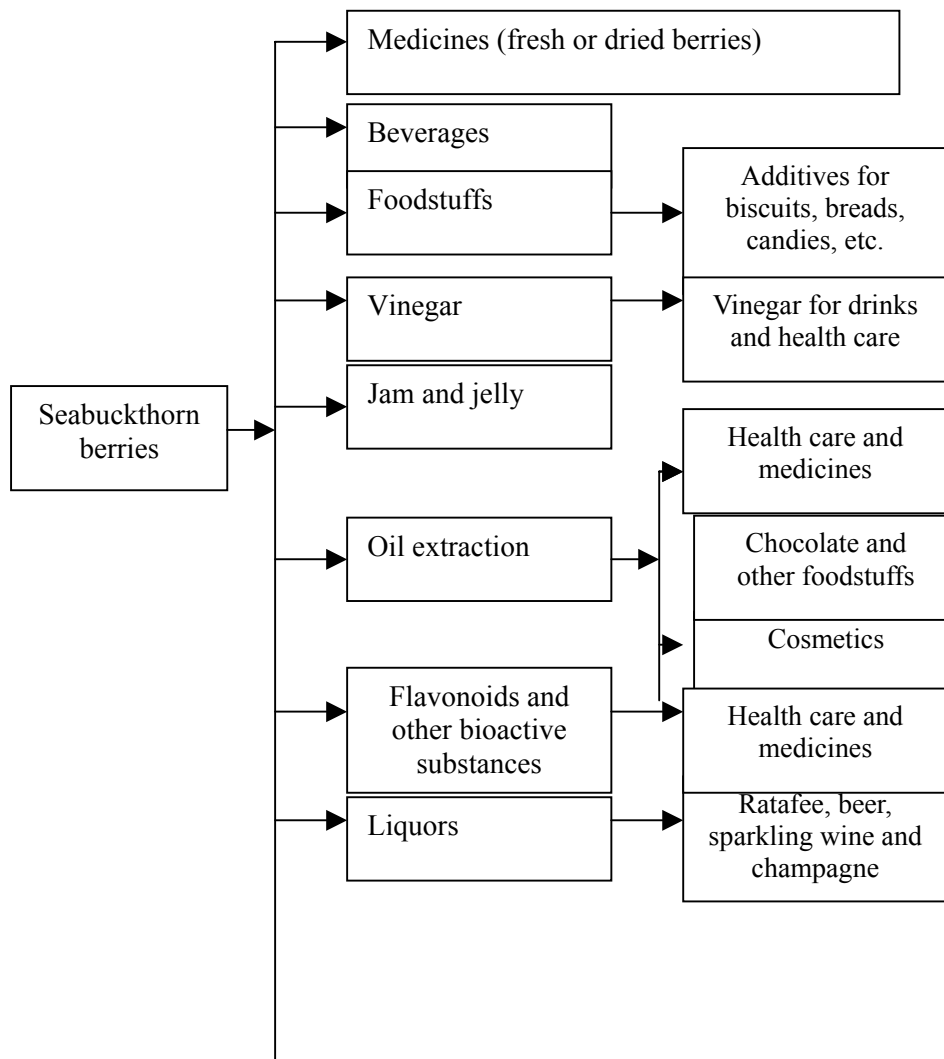 Medicines (fresh or dried berries)
Beverages
Foodstuffs
Additives for
biscuits, breads,
candies, etc.
Vinegar
Vinegar for drinks
and health care
Jam and jelly
Seabuckthorn
berries
Health care and
medicines
Oil extraction
Chocolate and
other foodstuffs
Cosmetics
Flavonoids and
other bioactive
substances
Health care and
medicines
Liquors
Ratafee, beer,
sparkling wine and
champagne